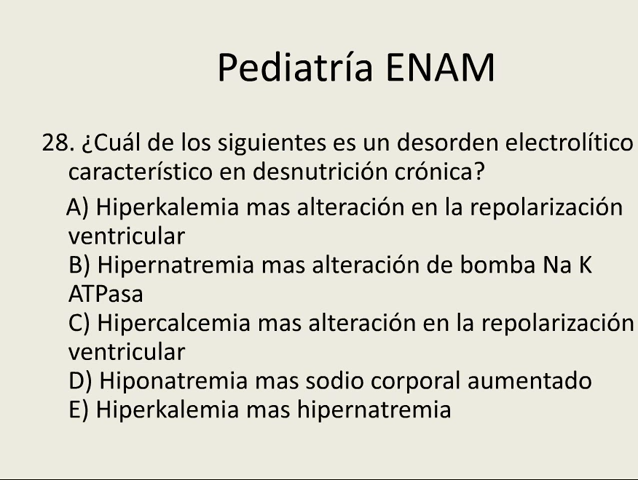 Pediatría ENAM
28. ¿Cuál de los siguientes es un desorden electrolítico
característico en desnutrición crónica?
A) Hiperkalemia mas alteración en la repolarización
ventricular
B) Hipernatremia mas alteración de bomba Na K
ATPasa
C) Hipercalcemia mas alteración en la repolarización
ventricular
D) Hiponatremia mas sodio corporal aumentado
E) Hiperkalemia mas hipernatremia